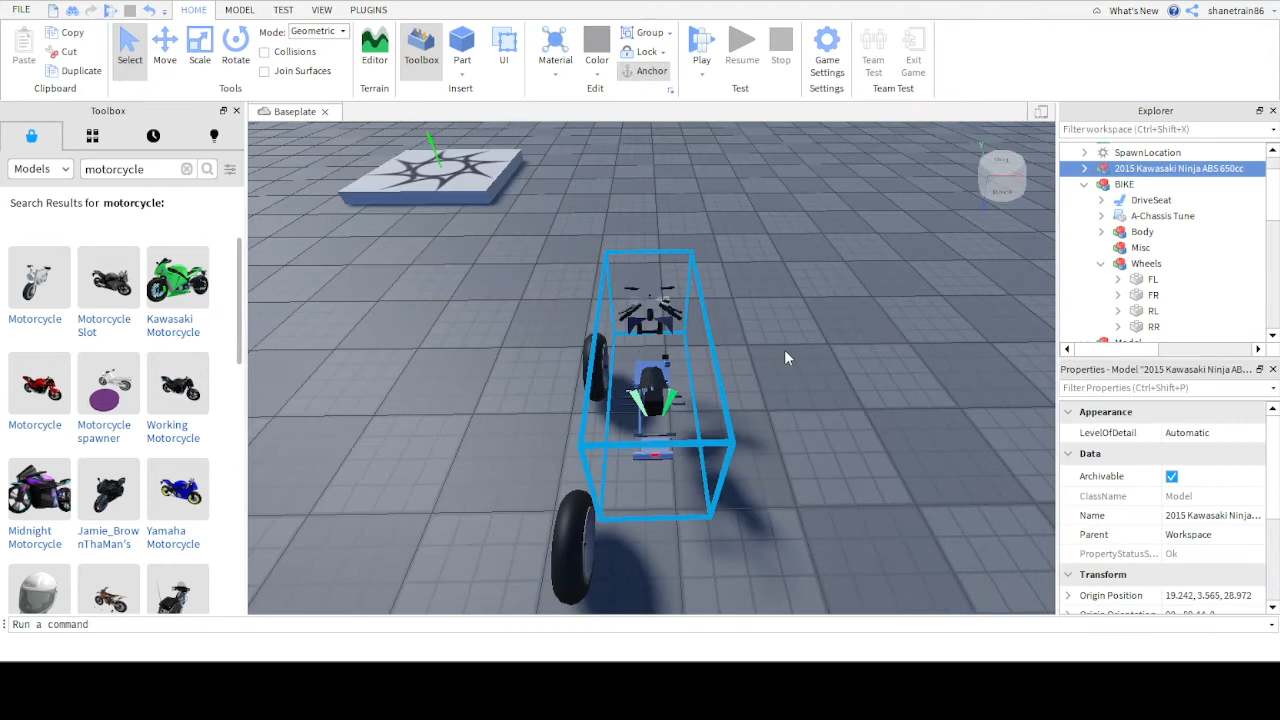 FILE HOME MODEL TEST VIEW PLUGINS What's New shanetrain86
Paste Copy Cut Duplicate Clipboard
Select Move Scale Rotate Mode: Geometric Collisions Join Surfaces Tools
Editor Terrain
Toolbox Part UI Insert
Material Color Group Lock Anchor Edit
Play Resume Stop Test
Game Settings Settings
Team Test Exit Game Team Test
Toolbox
Models motorcycle
Search Results for motorcycle:
Motorcycle
Motorcycle Slot
Kawasaki Motorcycle
Motorcycle
Motorcycle spawner
Working Motorcycle
Midnight Motorcycle
Jamie_BrownThaMan's
Yamaha Motorcycle
Baseplate
Back
Explorer
Filter workspace (Ctrl+Shift+X)
SpawnLocation
2015 Kawasaki Ninja ABS 650cc
BIKE
DriveSeat
A-Chassis Tune
Body
Misc
Wheels
FL
FR
RL
RR
Properties - Model "2015 Kawasaki Ninja AB...
Filter Properties (Ctrl+Shift+P)
Appearance
LevelOfDetail Automatic
Data
Archivable
ClassName Model
Name 2015 Kawasaki Ninja...
Parent Workspace
PropertyStatusS... Ok
Transform
Origin Position 19.242, 3.565, 28.972
Run a command